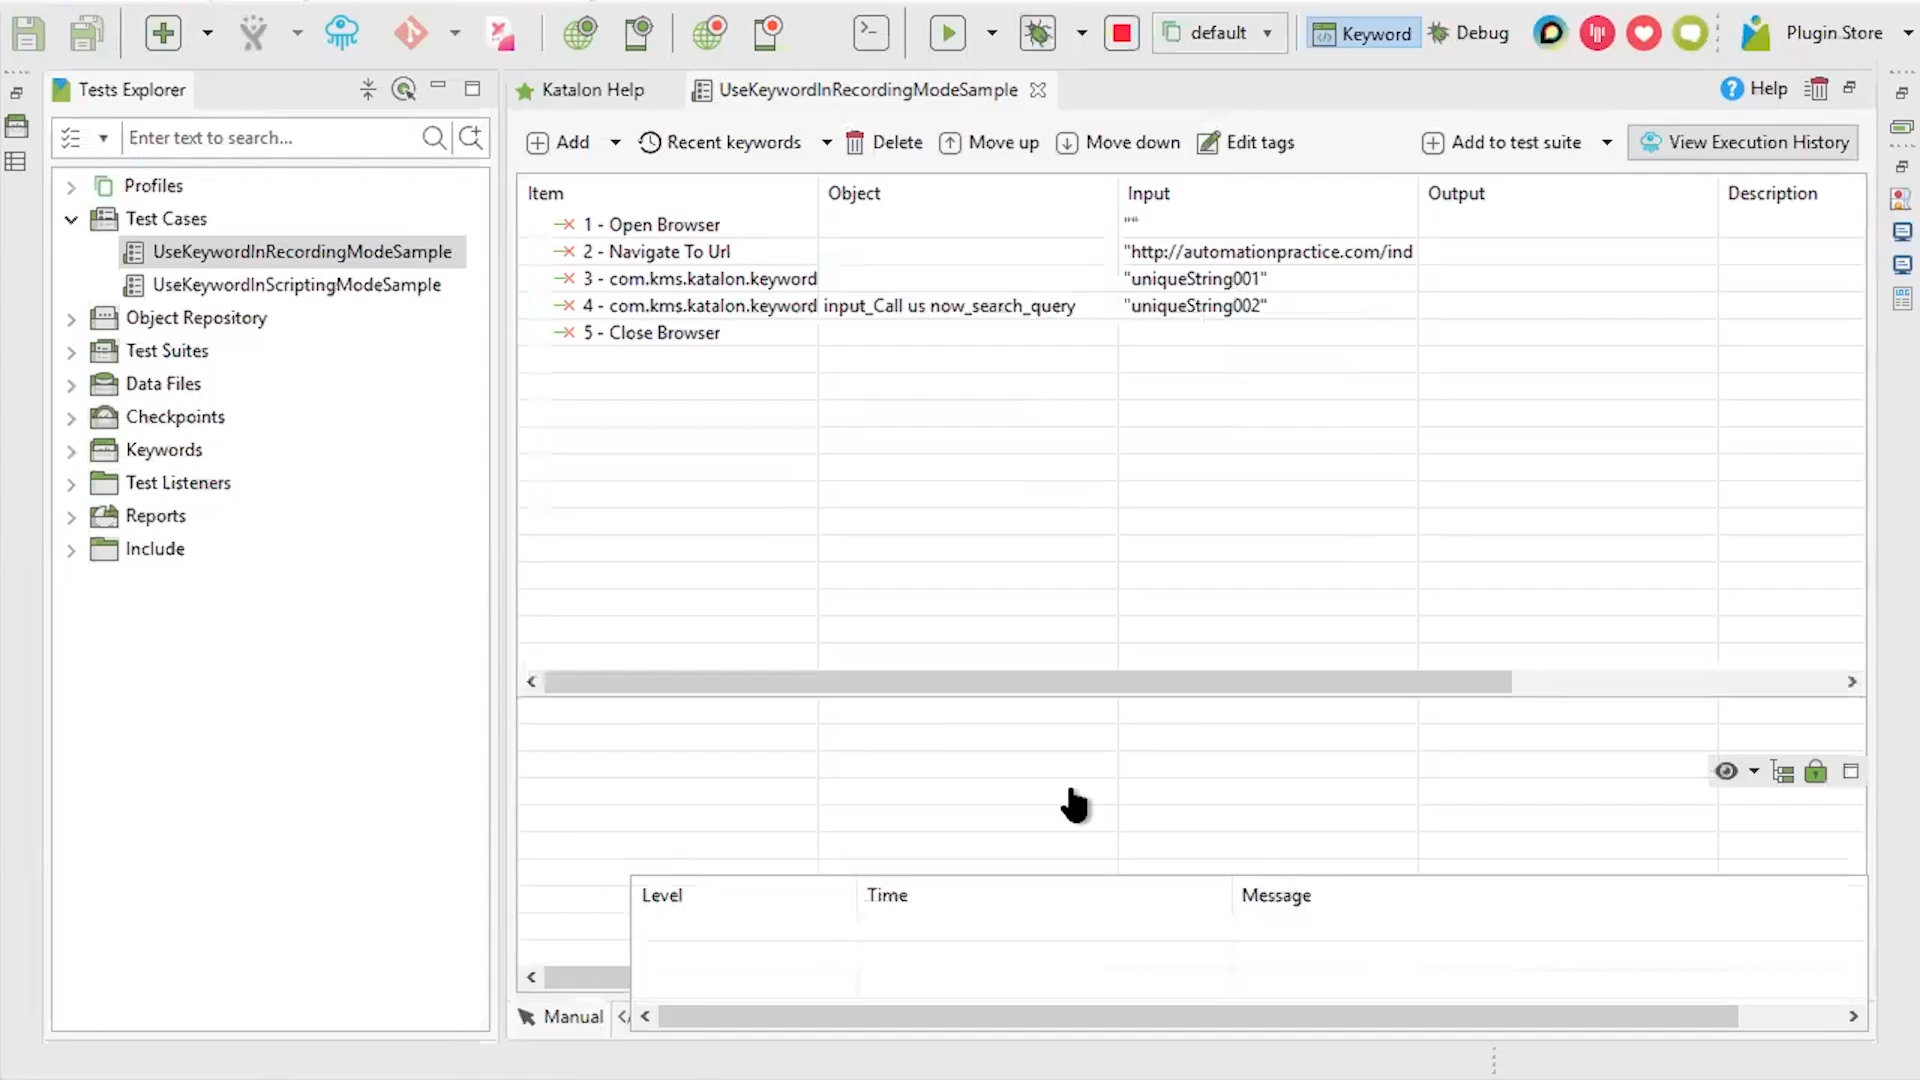 default
Keyword
Debug
Plugin Store
Tests Explorer
Katalon Help
UseKeywordInRecordingModeSample
Help
Enter text to search...
Add
Recent keywords
Delete
Move up
Move down
Edit tags
Add to test suite
View Execution History
Profiles
Test Cases
UseKeywordInRecordingModeSample
UseKeywordInScriptingModeSample
Object Repository
Test Suites
Data Files
Checkpoints
Keywords
Test Listeners
Reports
Include
Item Object Input Output Description
1 - Open Browser ""
2 - Navigate To Url "http://automationpractice.com/ind
3 - com.kms.katalon.keyword "uniqueString001"
4 - com.kms.katalon.keyword input_Call us now_search_query "uniqueString002"
5 - Close Browser
Level Time Message
Manual